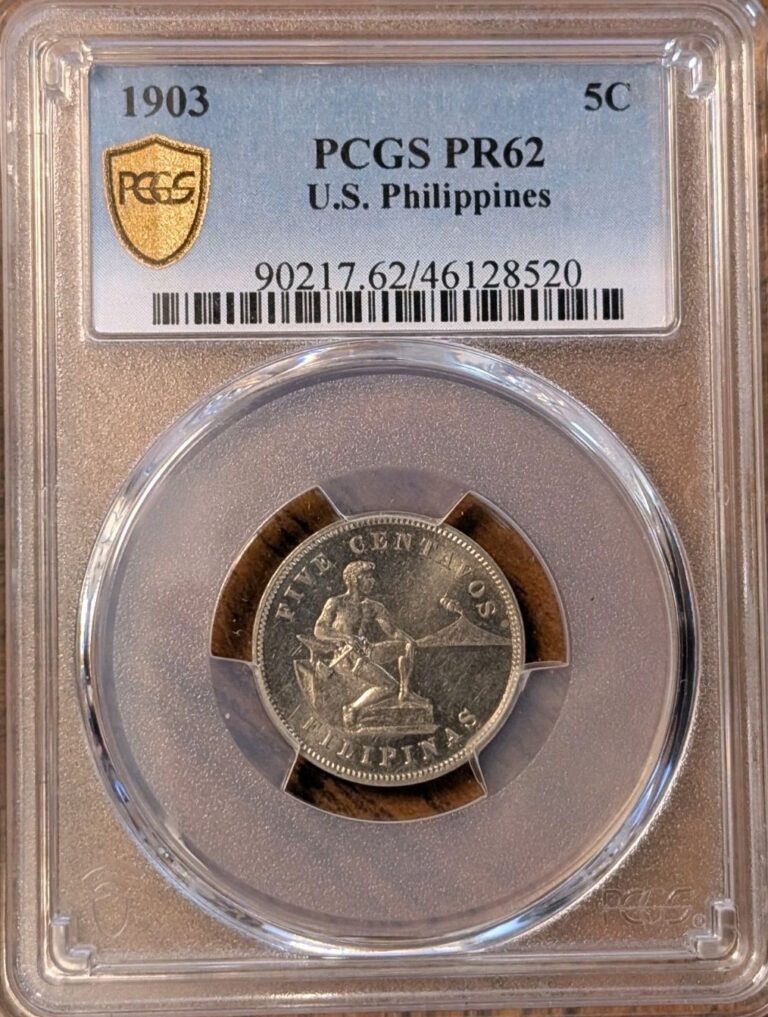 1903 5C
PCGS
PCGS PR62
U.S. Philippines
90217.62/46128520
FIVE CENTAVOS
FILIPINAS
PCGS